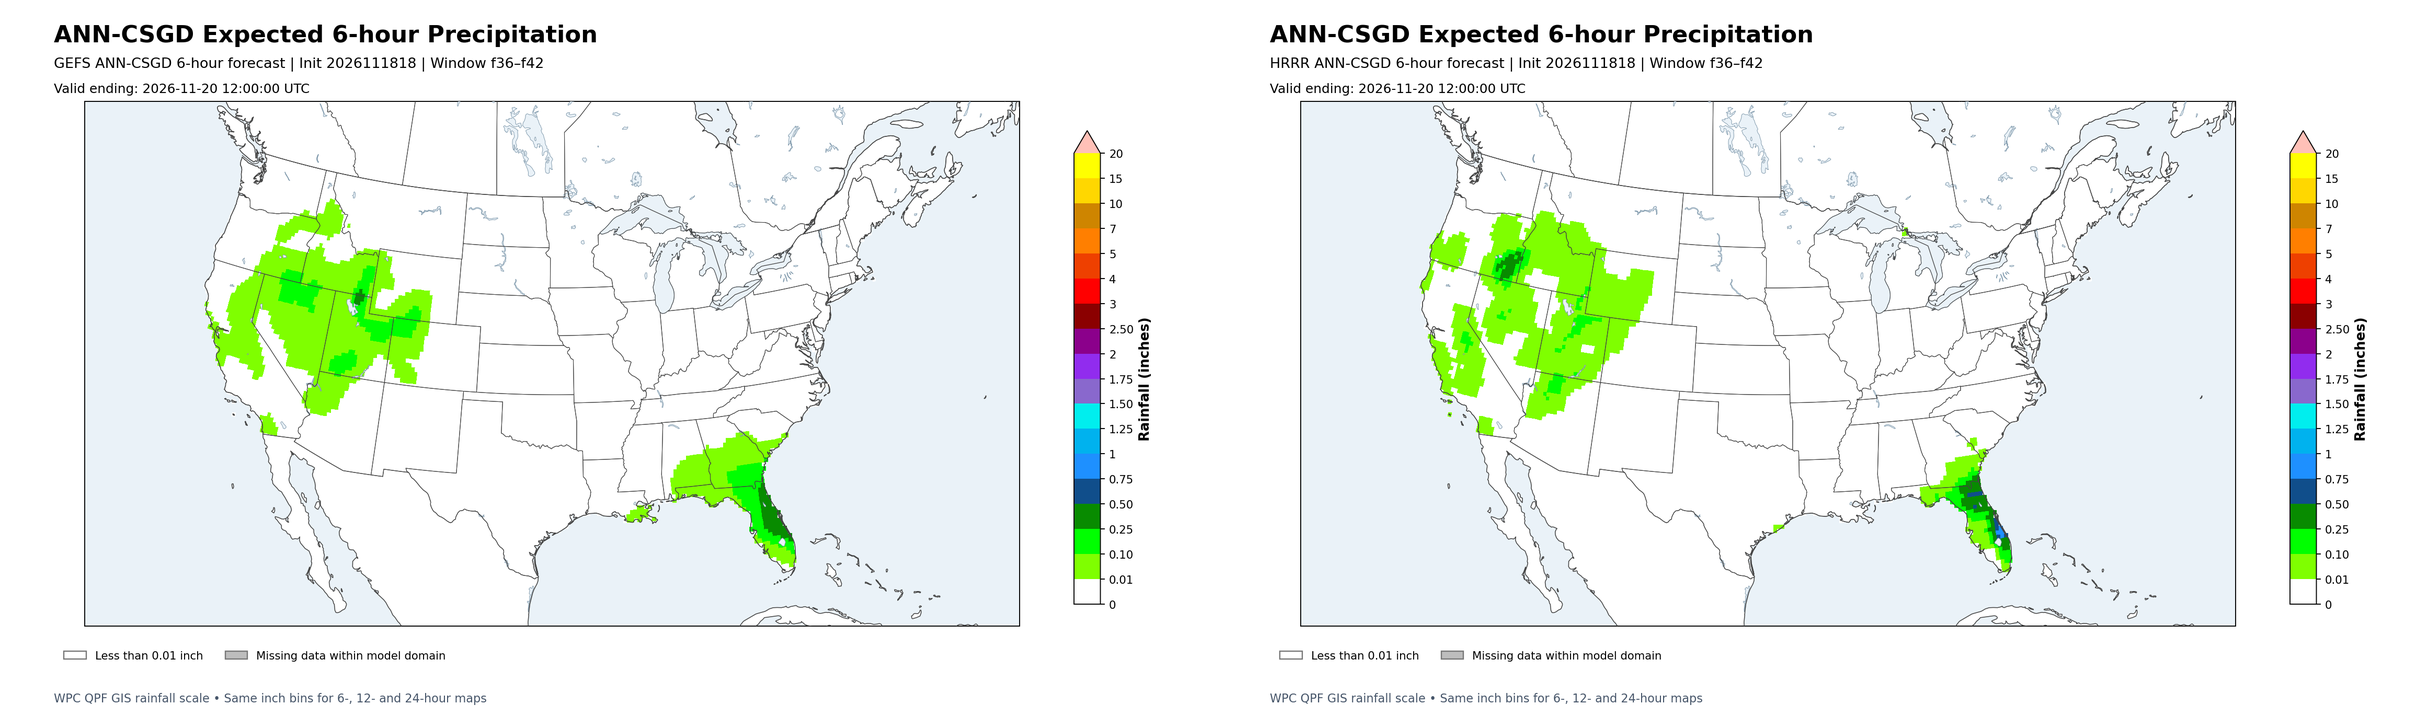 ANN-CSGD Expected 6-hour Precipitation
GEFS ANN-CSGD 6-hour forecast | Init 2026111818 | Window f36–f42
Valid ending: 2026-11-20 12:00:00 UTC
20
15
10
7
5
4
3
2.50
2
1.75
1.50
1.25
1
0.75
0.50
0.25
0.10
0.01
0
Rainfall (inches)
Less than 0.01 inch
Missing data within model domain
WPC QPF GIS rainfall scale • Same inch bins for 6-, 12- and 24-hour maps
ANN-CSGD Expected 6-hour Precipitation
HRRR ANN-CSGD 6-hour forecast | Init 2026111818 | Window f36–f42
Valid ending: 2026-11-20 12:00:00 UTC
20
15
10
7
5
4
3
2.50
2
1.75
1.50
1.25
1
0.75
0.50
0.25
0.10
0.01
0
Rainfall (inches)
Less than 0.01 inch
Missing data within model domain
WPC QPF GIS rainfall scale • Same inch bins for 6-, 12- and 24-hour maps